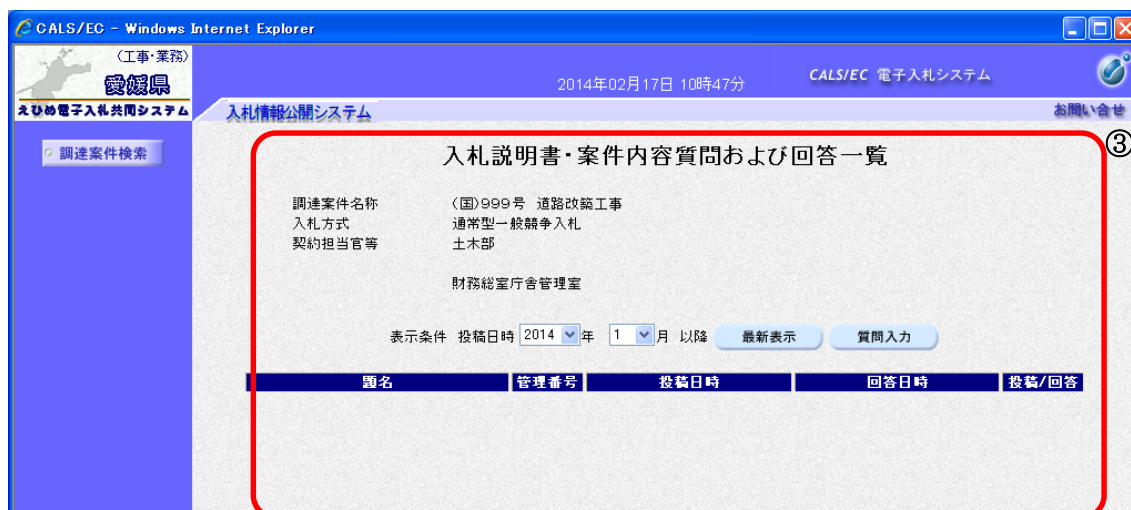 CALS/EC - Windows Internet Explorer
(工事・業務)
愛媛県
えひめ電子入札共同システム
2014年02月17日 10時47分
CALS/EC 電子入札システム
入札情報公開システム
お問い合せ
調達案件検索
③
入札説明書・案件内容質問および回答一覧
調達案件名称 (国)999号 道路改築工事
入札方式 通常型一般競争入札
契約担当官等 土木部
財務総室庁舎管理室
表示条件 投稿日時 2014 年 1 月 以降 最新表示 質問入力
題名 管理番号 投稿日時 回答日時 投稿/回答